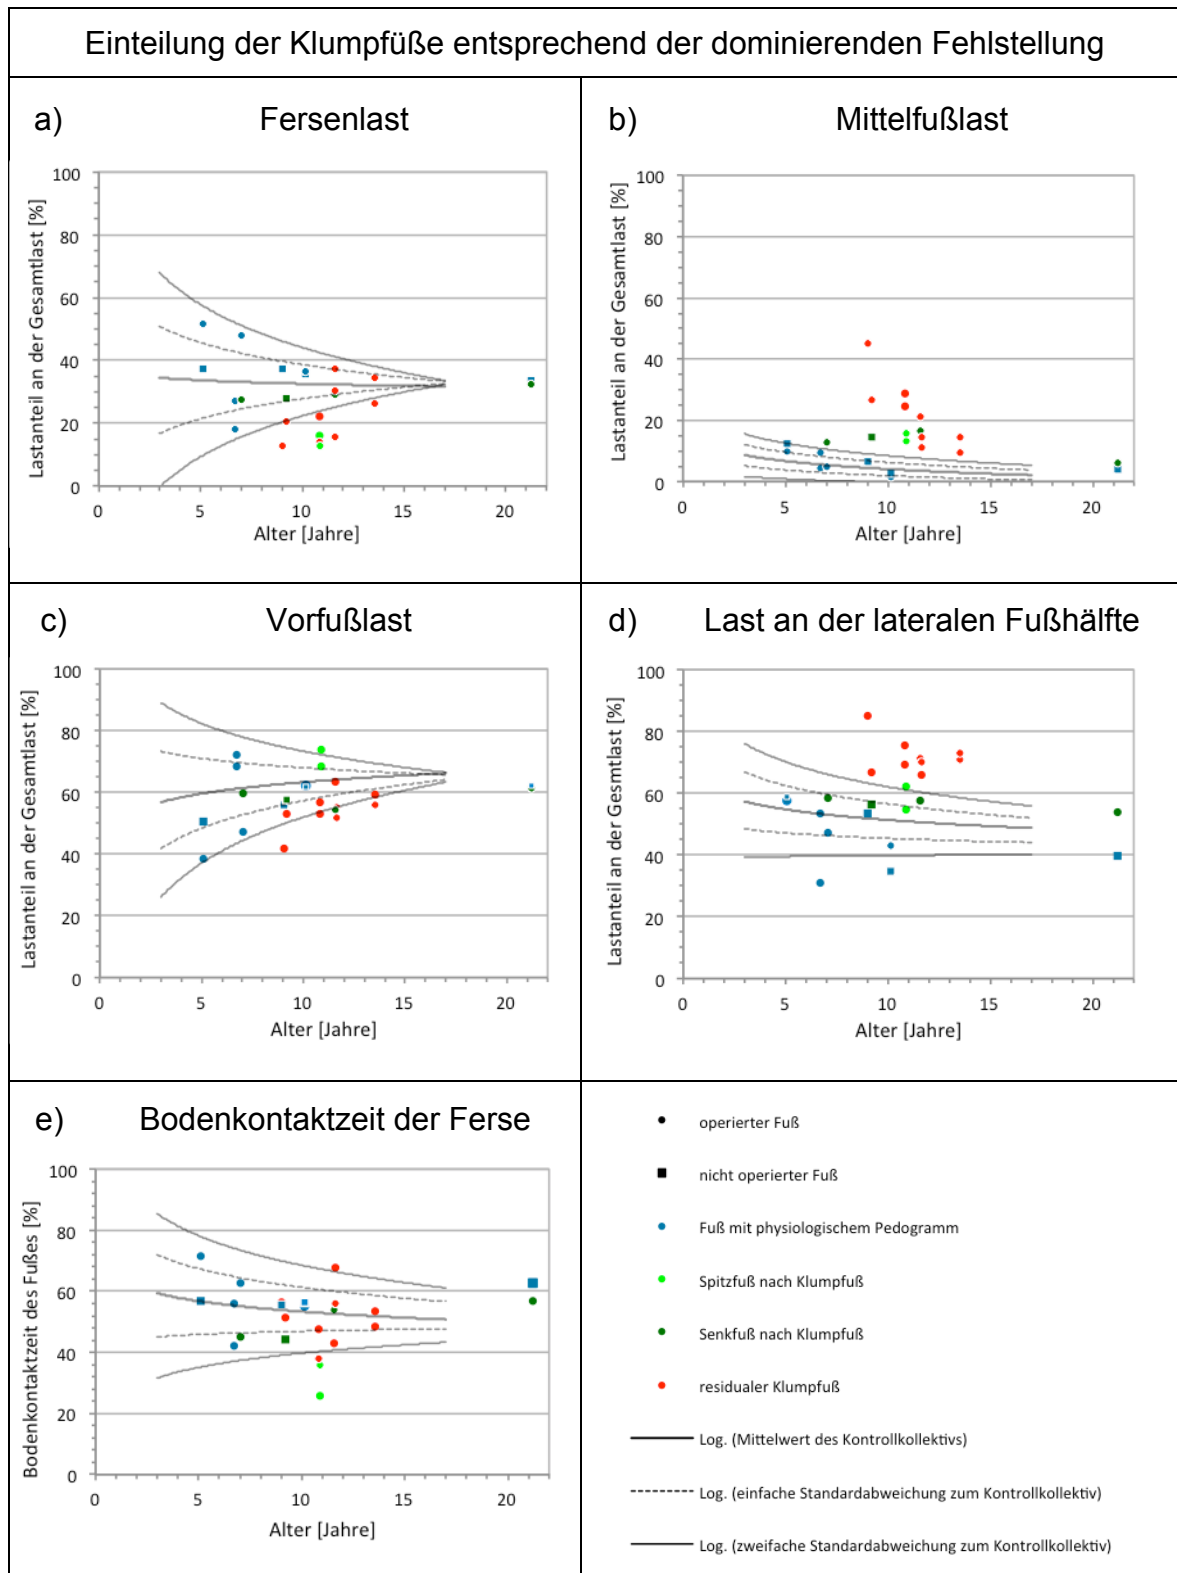 Einteilung der Klumpfüße entsprechend der dominierenden Fehlstellung
a) Fersenlast
Lastanteil an der Gesamtlast [%]
100
80
60
40
20
0
0 5 10 15 20
Alter [Jahre]
b) Mittelfußlast
Lastanteil an der Gesamtlast [%]
100
80
60
40
20
0
0 5 10 15 20
Alter [Jahre]
c) Vorfußlast
Lastanteil an der Gesamtlast [%]
100
80
60
40
20
0
0 5 10 15 20
Alter [Jahre]
d) Last an der lateralen Fußhälfte
Lastanteil an der Gesmtlast [%]
100
80
60
40
20
0
0 5 10 15 20
Alter [Jahre]
e) Bodenkontaktzeit der Ferse
Bodenkontaktzeit des Fußes [%]
100
80
60
40
20
0
0 5 10 15 20
Alter [Jahre]
operierter Fuß
nicht operierter Fuß
Fuß mit physiologischem Pedogramm
Spitzfuß nach Klumpfuß
Senkfuß nach Klumpfuß
residualer Klumpfuß
Log. (Mittelwert des Kontrollkollektivs)
Log. (einfache Standardabweichung zum Kontrollkollektiv)
Log. (zweifache Standardabweichung zum Kontrollkollektiv)